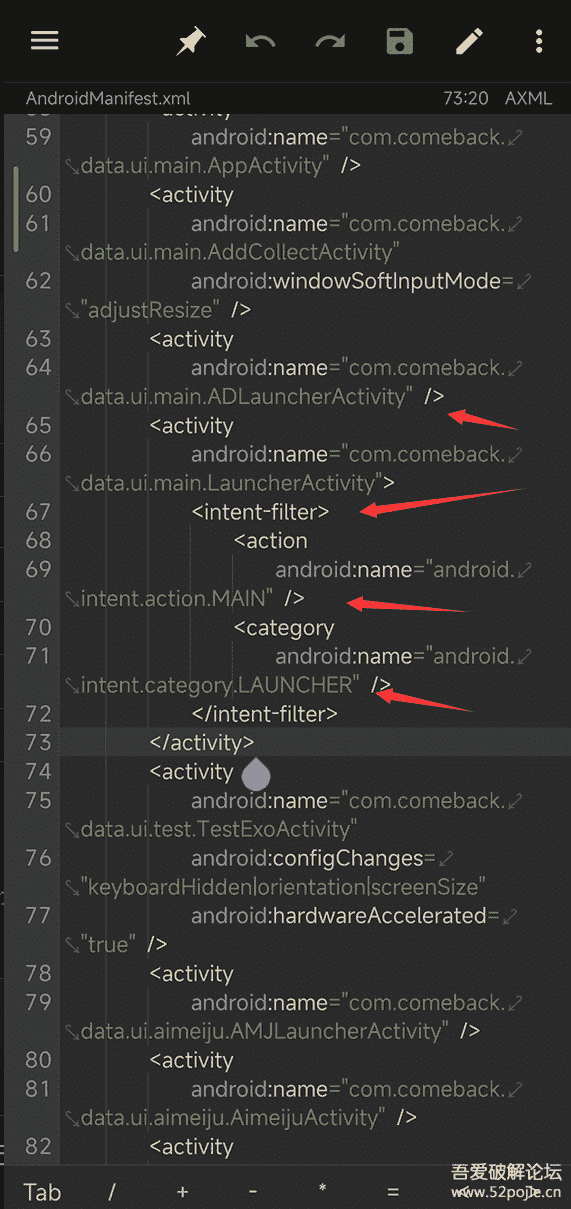 AndroidManifest.xml 73:20 AXML
59 android:name="com.comeback.
data.ui.main.AppActivity" />
60 <activity
61 android:name="com.comeback.
data.ui.main.AddCollectActivity"
62 android:windowSoftInputMode=
"adjustResize" />
63 <activity
64 android:name="com.comeback.
data.ui.main.ADLauncherActivity" />
65 <activity
66 android:name="com.comeback.
data.ui.main.LauncherActivity">
67 <intent-filter>
68 <action
69 android:name="android.
intent.action.MAIN" />
70 <category
71 android:name="android.
intent.category.LAUNCHER" />
72 </intent-filter>
73 </activity>
74 <activity
75 android:name="com.comeback.
data.ui.test.TestExoActivity"
76 android:configChanges=
"keyboardHidden|orientation|screenSize"
77 android:hardwareAccelerated=
"true" />
78 <activity
79 android:name="com.comeback.
data.ui.aimeiju.AMJLauncherActivity" />
80 <activity
81 android:name="com.comeback.
data.ui.aimeiju.AimeijuActivity" />
82 <activity
吾爱破解论坛
Tab / + - * =
www.52pojie.cn